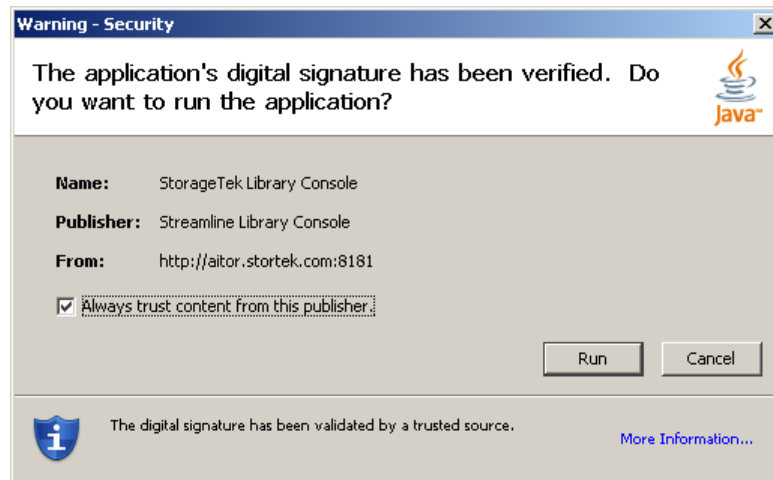 Warning - Security
The application's digital signature has been verified. Do
you want to run the application?
Java™
Name: StorageTek Library Console
Publisher: Streamline Library Console
From: http://aitor.stortek.com:8181
Always trust content from this publisher.
Run Cancel
The digital signature has been validated by a trusted source.
More Information...